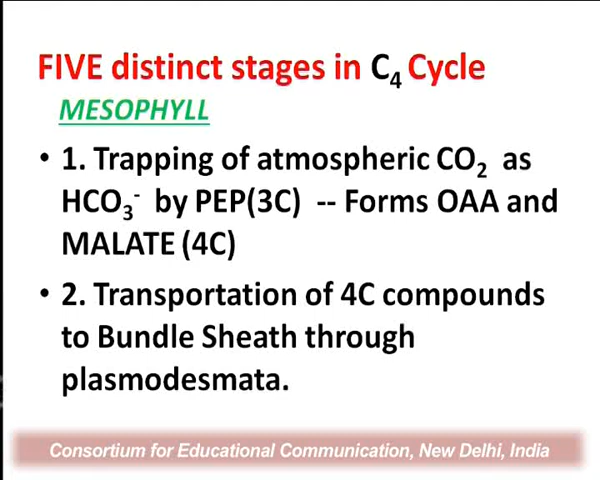 FIVE distinct stages in C₄ Cycle
MESOPHYLL
• 1. Trapping of atmospheric CO₂ as
HCO₃⁻ by PEP(3C) -- Forms OAA and
MALATE (4C)
• 2. Transportation of 4C compounds
to Bundle Sheath through
plasmodesmata.
Consortium for Educational Communication, New Delhi, India